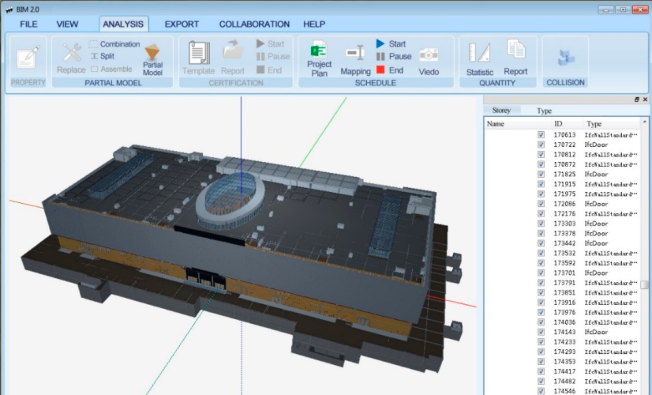 BIM 2.0
FILE VIEW ANALYSIS EXPORT COLLABORATION HELP
PROPERTY
Replace
Combination
Split
Assemble
Partial Model
PARTIAL MODEL
Template Report
Start
Pause
End
CERTIFICATION
Project Plan
Mapping
Start
Pause
End
Viedo
SCHEDULE
Statistic Report
QUANTITY
COLLISION
Storey Type
Name ID Type
170613 IfcWallStandard…
170722 IfcDoor
170812 IfcWallStandard…
170872 IfcWallStandard…
171825 IfcDoor
171915 IfcWallStandard…
171975 IfcWallStandard…
172086 IfcDoor
172176 IfcWallStandard…
173303 IfcDoor
173378 IfcDoor
173442 IfcDoor
173532 IfcWallStandard…
173592 IfcWallStandard…
173701 IfcDoor
173791 IfcWallStandard…
173851 IfcWallStandard…
173916 IfcWallStandard…
173976 IfcWallStandard…
174036 IfcWallStandard…
174143 IfcDoor
174233 IfcWallStandard…
174293 IfcWallStandard…
174353 IfcWallStandard…
174417 IfcWallStandard…
174482 IfcWallStandard…
174546 IfcWallStandard…